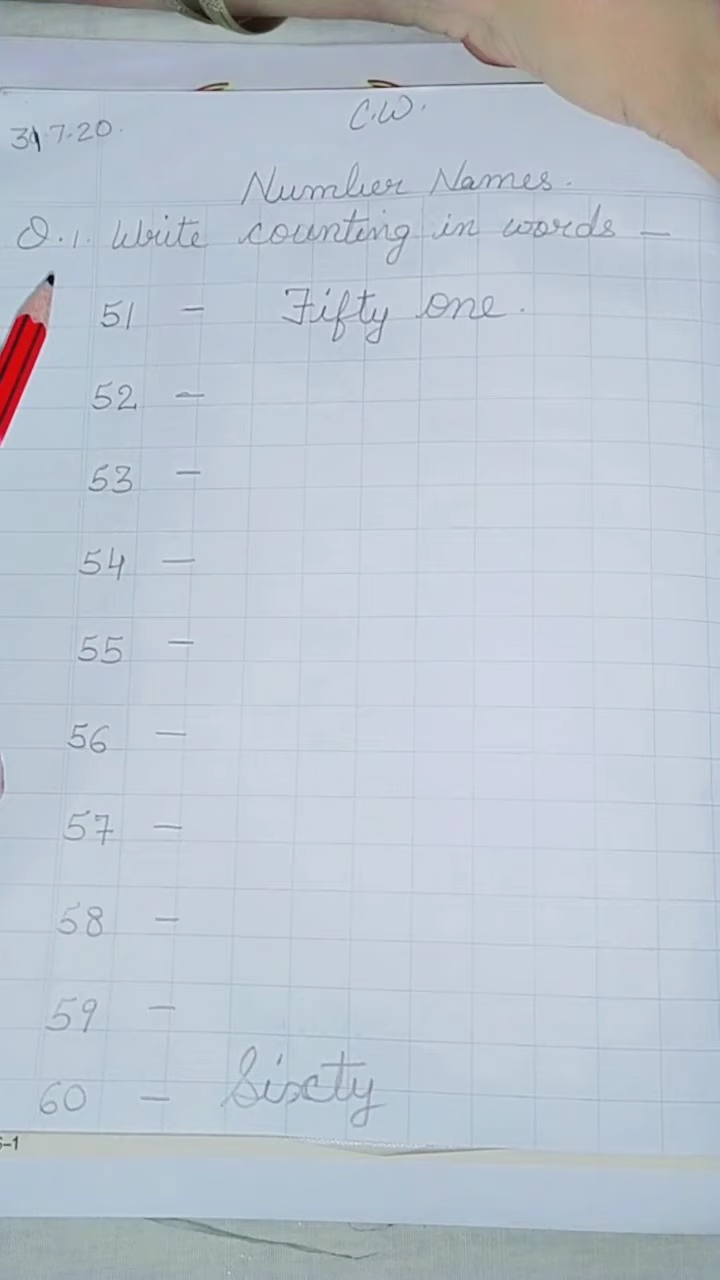 C.W.
31.7.20.
Number Names.
Q.1. Write counting in words —
51 — Fifty one.
52 —
53 —
54 —
55 —
56 —
57 —
58 —
59 —
60 — Sixty
-1